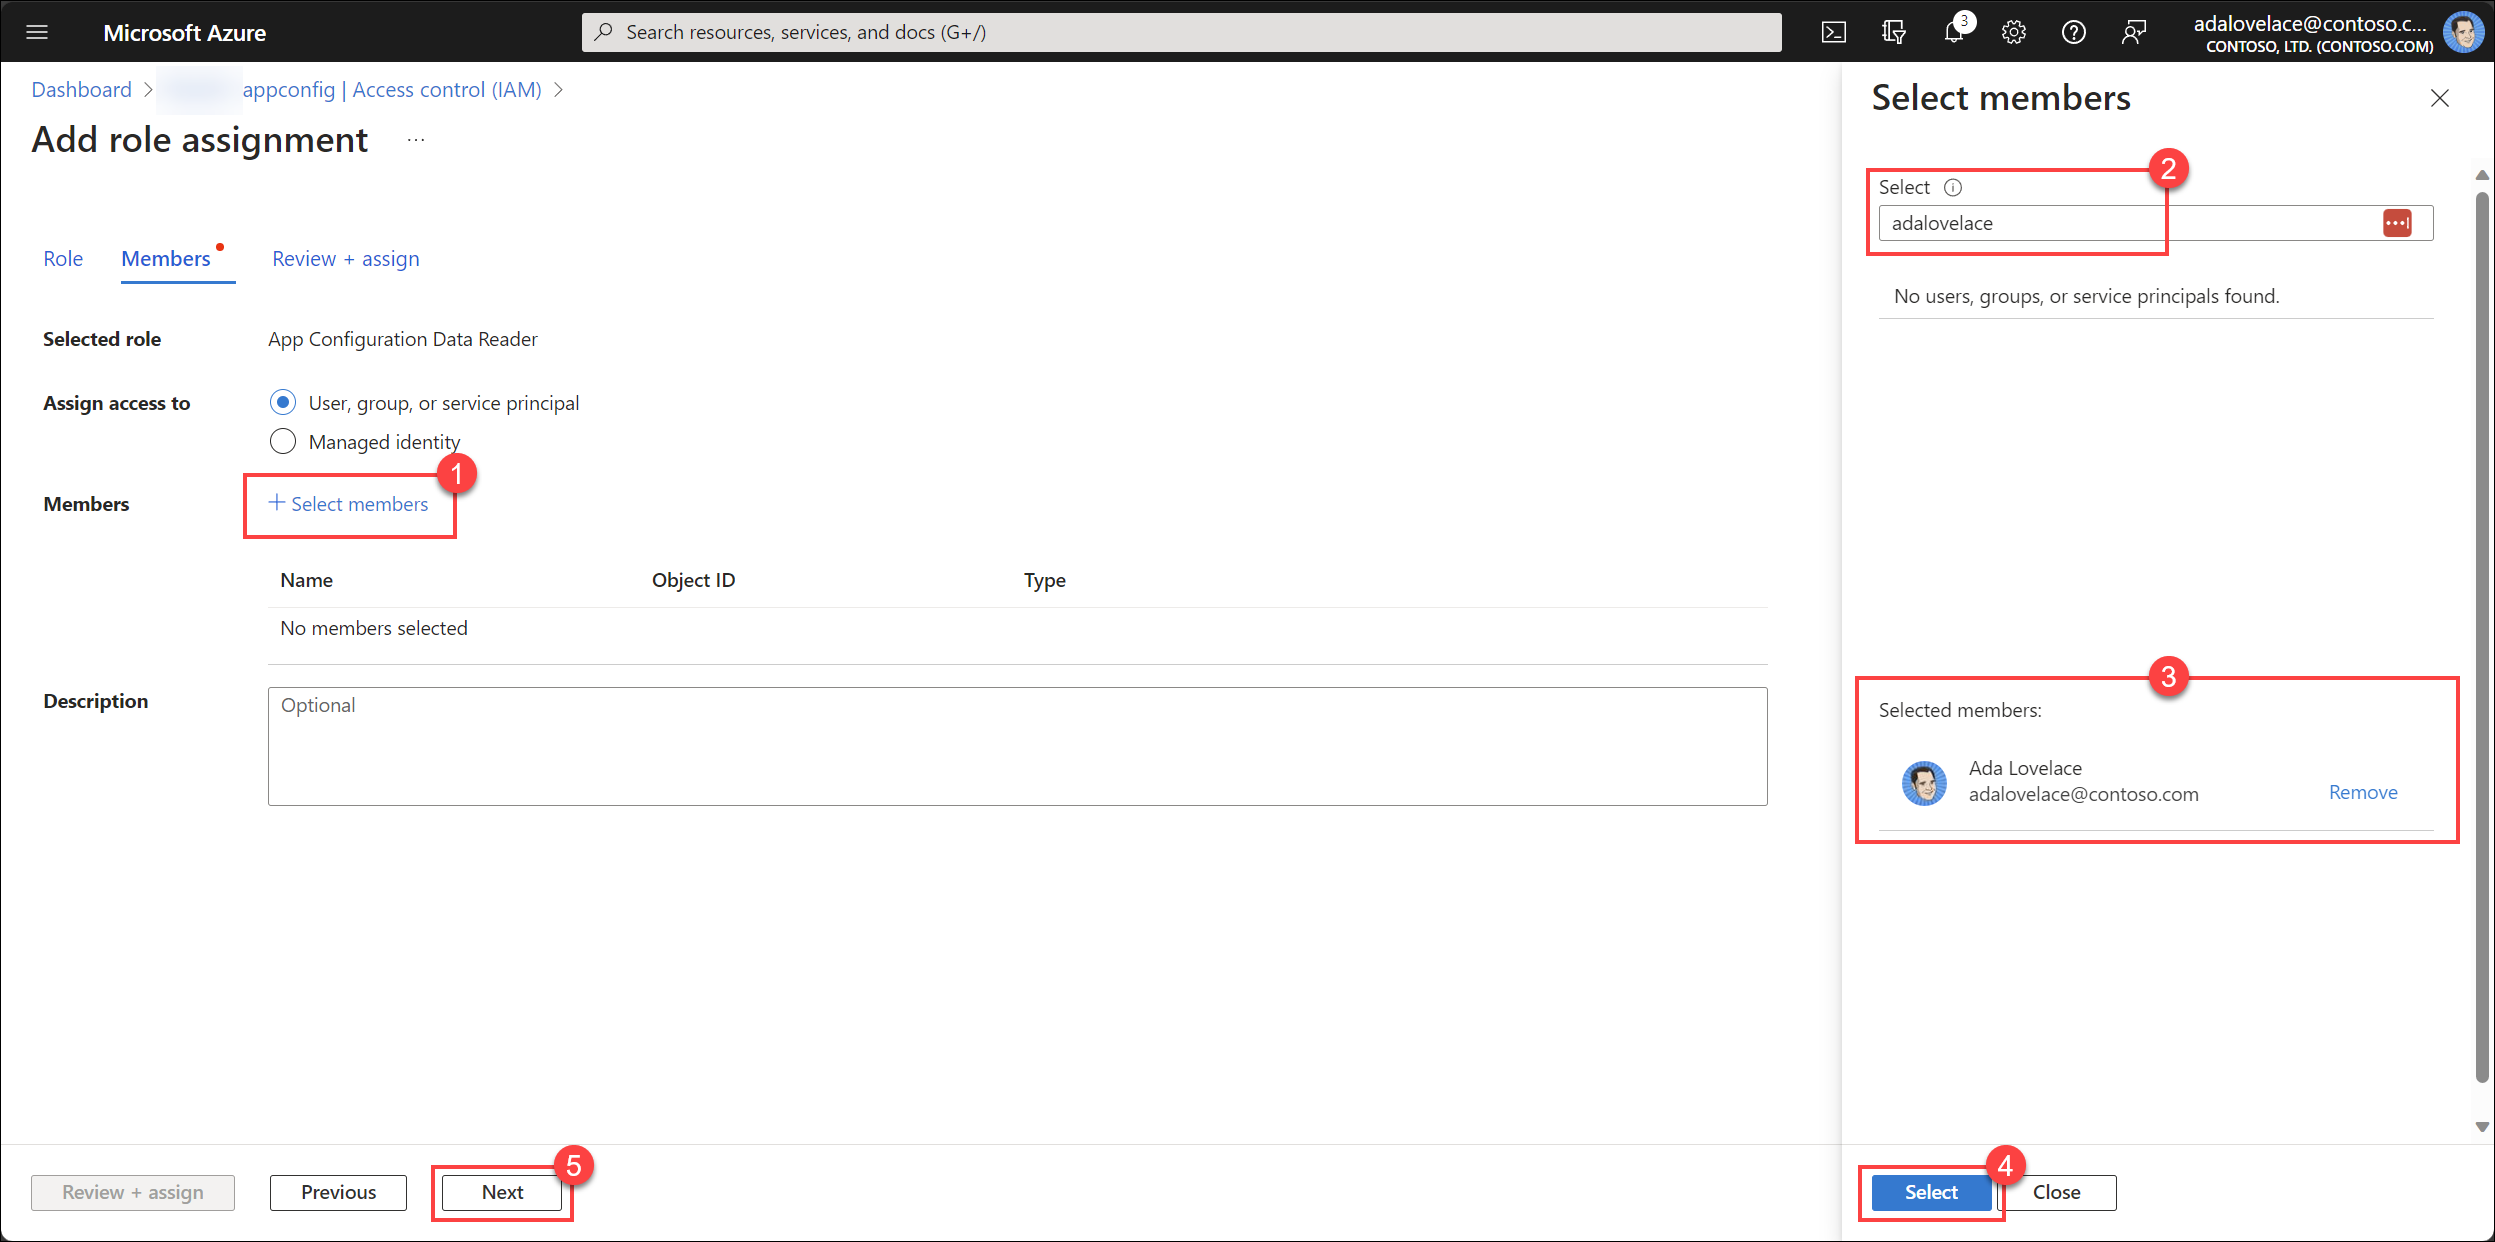 Microsoft Azure
Search resources, services, and docs (G+/)
3
adalovelace@contoso.c...
CONTOSO, LTD. (CONTOSO.COM)
Dashboard > appconfig | Access control (IAM) >
Add role assignment ...
Role
Members
Review + assign
Selected role
App Configuration Data Reader
Assign access to
User, group, or service principal
Managed identity
1
Members
+ Select members
Name Object ID Type
No members selected
Description
Optional
Review + assign
Previous
Next
5
Select members
2
Select
adalovelace
No users, groups, or service principals found.
3
Selected members:
Ada Lovelace
adalovelace@contoso.com
Remove
4
Select
Close